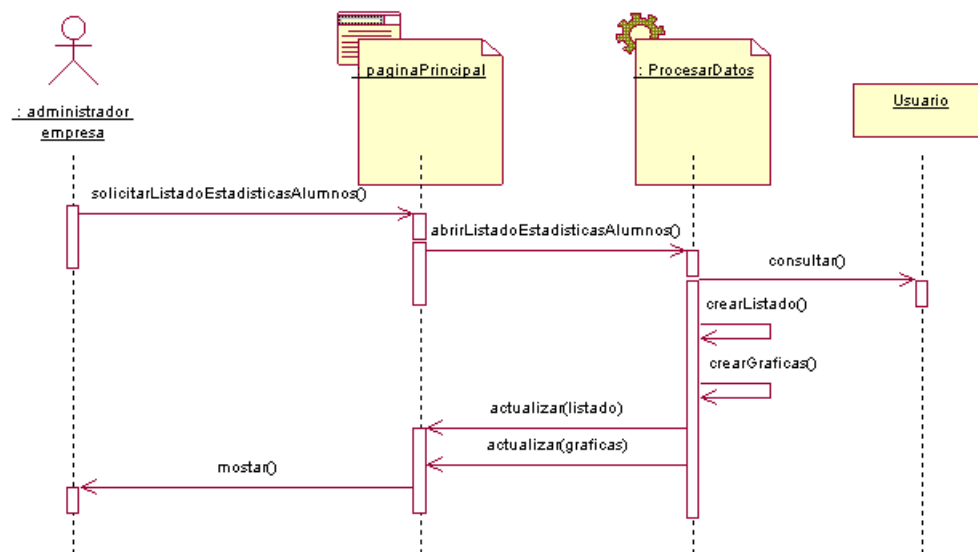 : administrador
empresa
: paginaPrincipal
: ProcesarDatos
Usuario
solicitarListadoEstadisticasAlumnos()
abrirListadoEstadisticasAlumnos()
consultar()
crearListado()
crearGraficas()
actualizar(listado)
actualizar(graficas)
mostar()